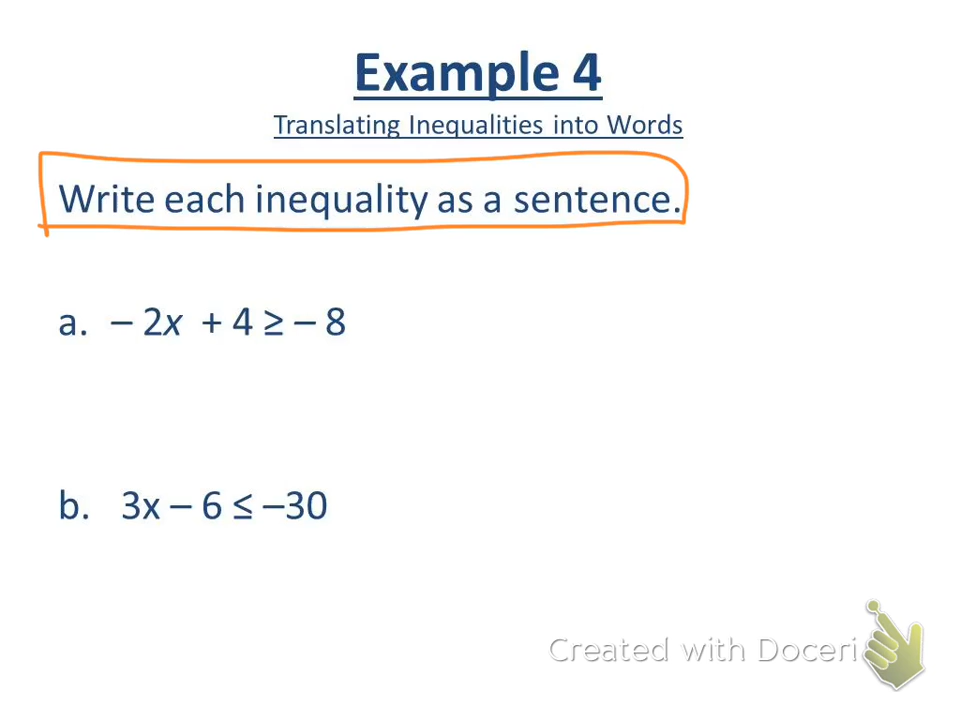 Example 4
Translating Inequalities into Words
Write each inequality as a sentence.
a. – 2x + 4 ≥ – 8
b. 3x – 6 ≤ –30
Created with Doceri